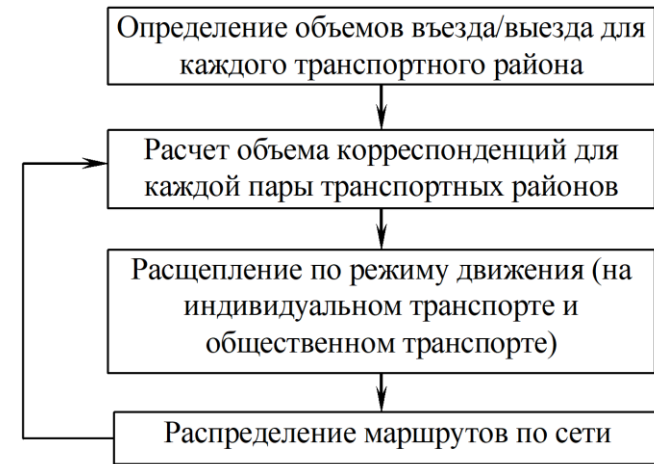 Определение объемов въезда/выезда для
каждого транспортного района
Расчет объема корреспонденций для
каждой пары транспортных районов
Расщепление по режиму движения (на
индивидуальном транспорте и
общественном транспорте)
Распределение маршрутов по сети